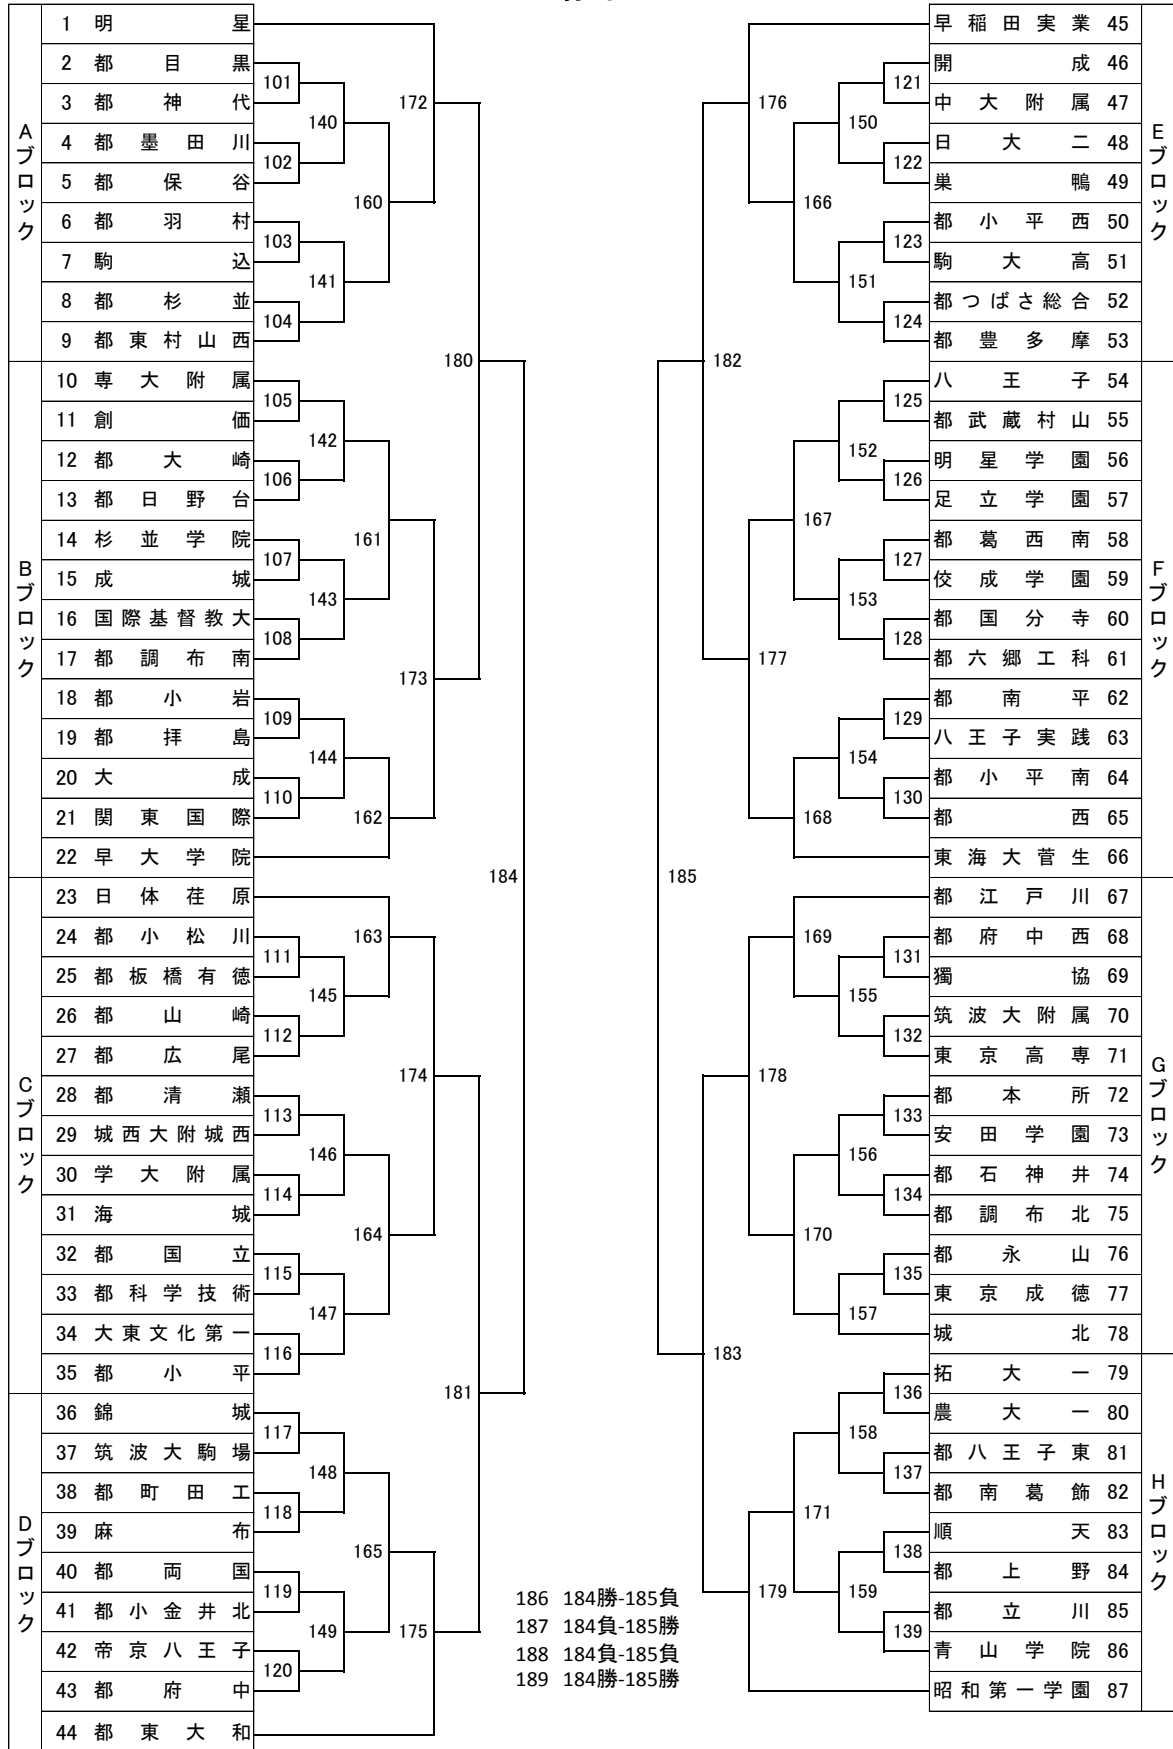 Aブロック
1 明星
2 都目黒
3 都神代
4 都墨田川
5 都保谷
6 都羽村
7 駒込
8 都杉並
9 都東村山西
Bブロック
10 専大附属
11 創価
12 都大崎
13 都日野台
14 杉並学院
15 成城
16 国際基督教大
17 都調布南
18 都小岩
19 都拝島
20 大成
21 関東国際
22 早大学院
Cブロック
23 日体荏原
24 都小松川
25 都板橋有徳
26 都山崎
27 都広尾
28 都清瀬
29 城西大附城西
30 学大附属
31 海城
32 都国立
33 都科学技術
34 大東文化第一
35 都小平
Dブロック
36 錦城
37 筑波大駒場
38 都町田工
39 麻布
40 都両国
41 都小金井北
42 帝京八王子
43 都府中
44 都東大和
101
102
103
104
105
106
107
108
109
110
111
112
113
114
115
116
117
118
119
120
140
141
142
143
144
145
146
147
148
149
160
161
162
163
164
165
172
173
174
175
180
181
184
186 184勝-185負
187 184負-185勝
188 184負-185負
189 184勝-185勝
185
182
183
176
177
178
179
166
167
168
169
170
171
150
151
152
153
154
155
156
157
158
159
121
122
123
124
125
126
127
128
129
130
131
132
133
134
135
136
137
138
139
Eブロック
早稲田実業 45
開成 46
中大附属 47
日大二 48
巣鴨 49
都小平西 50
駒大高 51
都つばさ総合 52
都豊多摩 53
Fブロック
八王子 54
都武蔵村山 55
明星学園 56
足立学園 57
都葛西南 58
佼成学園 59
都国分寺 60
都六郷工科 61
都南平 62
八王子実践 63
都小平南 64
都西 65
東海大菅生 66
Gブロック
都江戸川 67
都府中西 68
獨協 69
筑波大附属 70
東京高専 71
都本所 72
安田学園 73
都石神井 74
都調布北 75
都永山 76
東京成徳 77
城北 78
Hブロック
拓大一 79
農大一 80
都八王子東 81
都南葛飾 82
順天 83
都上野 84
都立川 85
青山学院 86
昭和第一学園 87